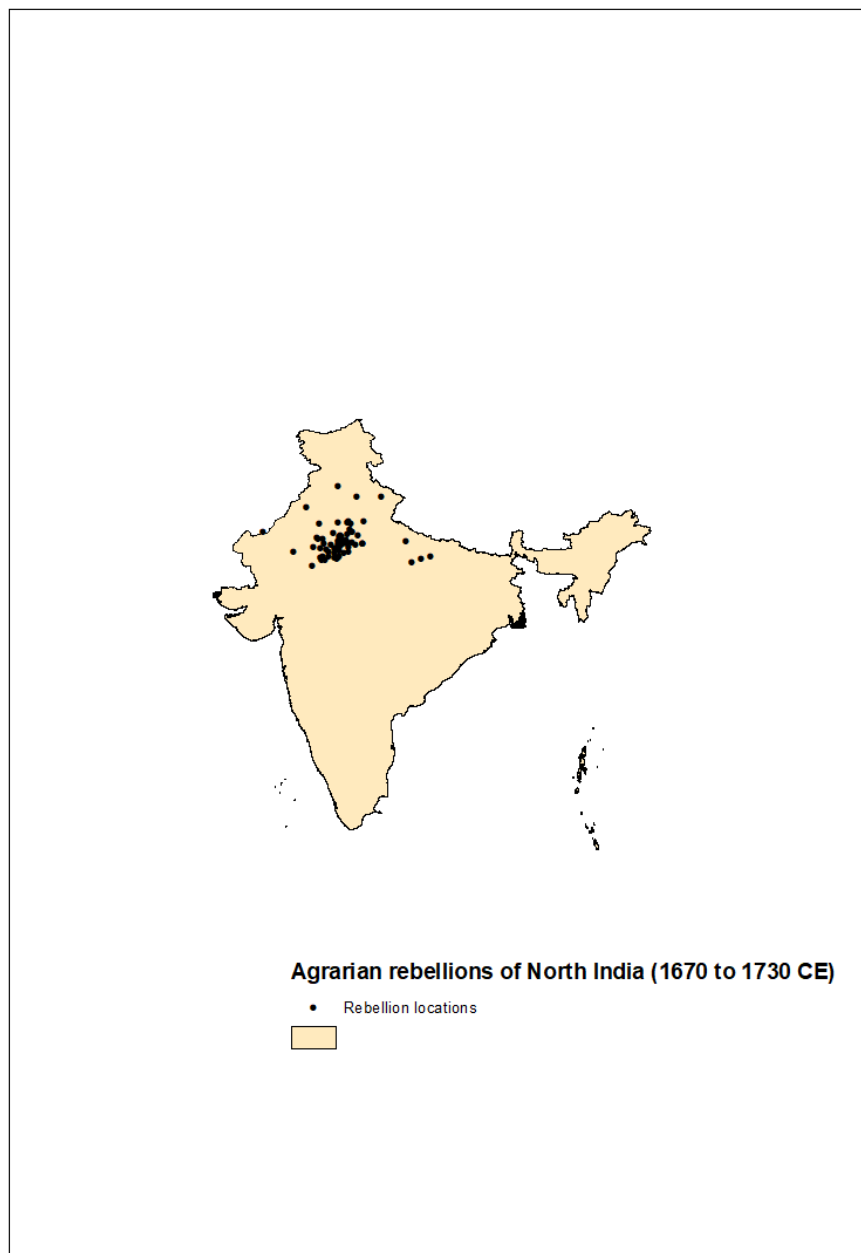 Agrarian rebellions of North India (1670 to 1730 CE)
Rebellion locations